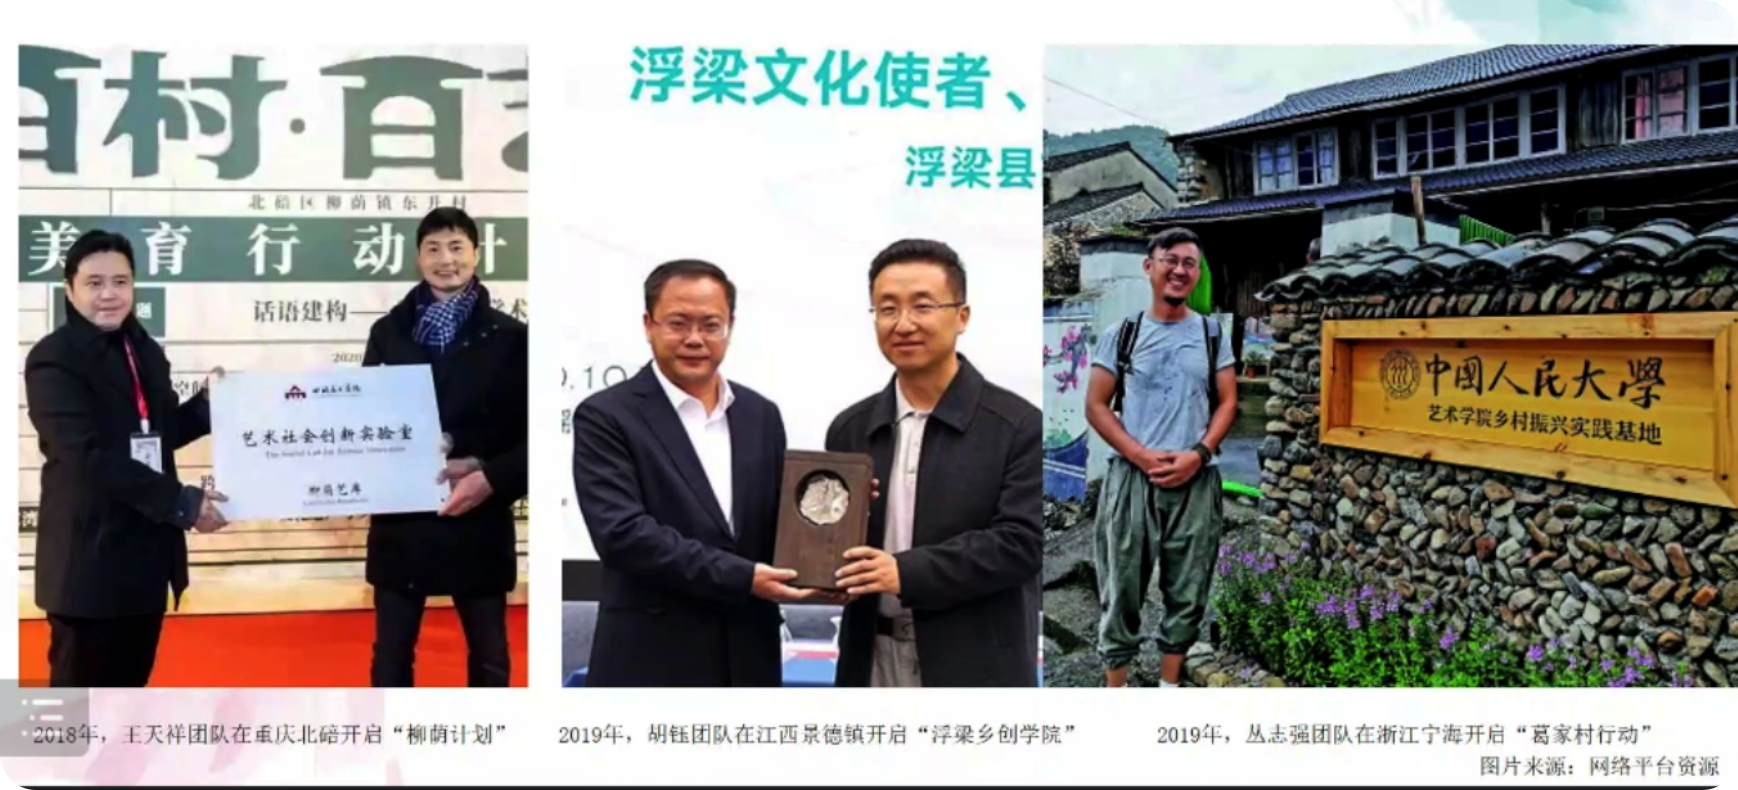 百村·百
北碚区柳荫镇东升村
美育行动计
话语建构——
学术
2020
艺术社会创新实验室
柳荫艺库
浮梁文化使者、
浮梁县
9.10
中国人民大學
艺术学院乡村振兴实践基地
2018年，王天祥团队在重庆北碚开启“柳荫计划”
2019年，胡钰团队在江西景德镇开启“浮梁乡创学院”
2019年，丛志强团队在浙江宁海开启“葛家村行动”
图片来源：网络平台资源